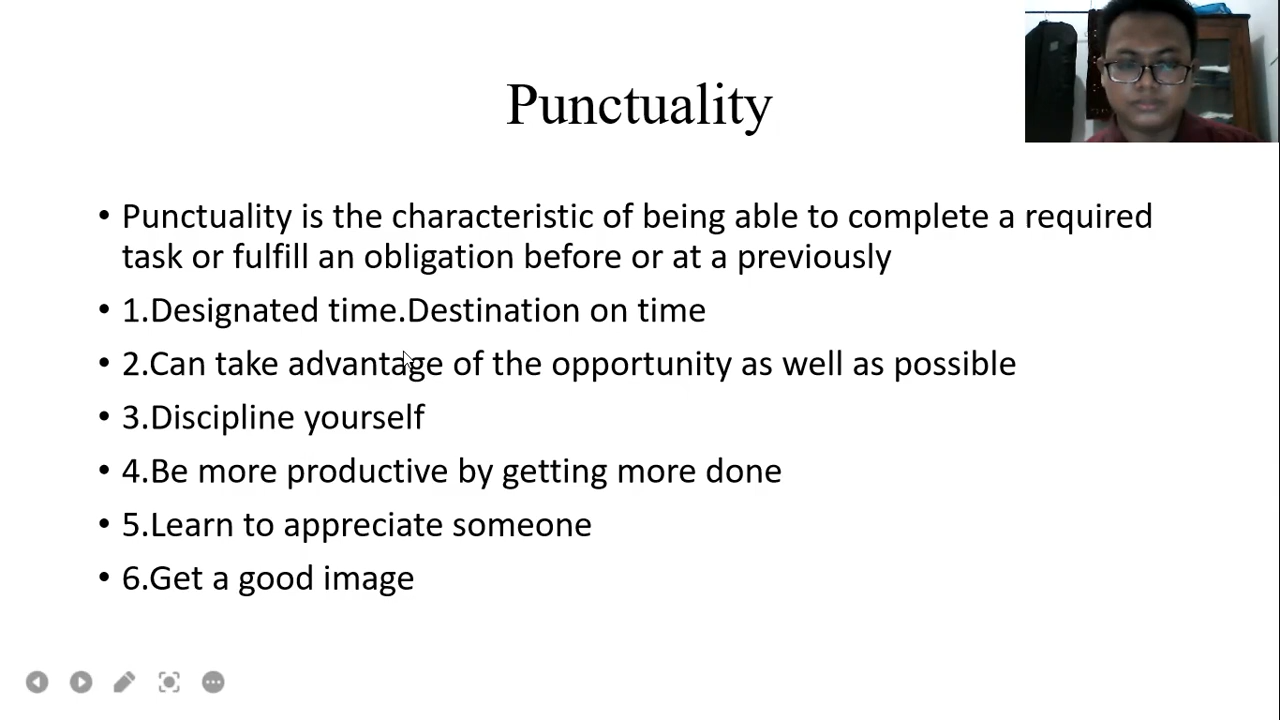 Punctuality
• Punctuality is the characteristic of being able to complete a required
task or fulfill an obligation before or at a previously
• 1.Designated time.Destination on time
• 2.Can take advantage of the opportunity as well as possible
• 3.Discipline yourself
• 4.Be more productive by getting more done
• 5.Learn to appreciate someone
• 6.Get a good image